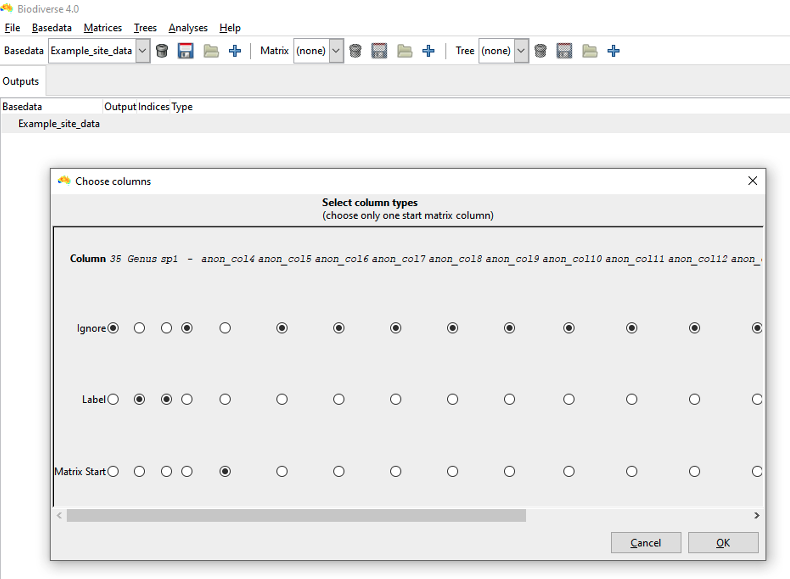 Biodiverse 4.0
File Basedata Matrices Trees Analyses Help
Basedata Example_site_data Matrix (none) Tree (none)
Outputs
Basedata Output Indices Type
Example_site_data
Choose columns
Select column types
(choose only one start matrix column)
Column 35 Genus sp1 - anon_col4 anon_col5 anon_col6 anon_col7 anon_col8 anon_col9 anon_col10 anon_col11 anon_col12 anon_
Ignore
Label
Matrix Start
Cancel OK